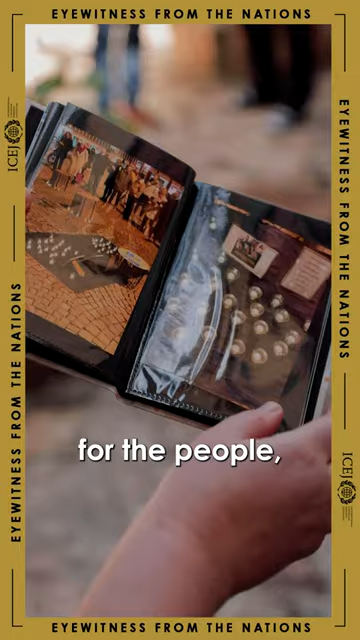 EYEWITNESS FROM THE NATIONS
ICEJ
EYEWITNESS FROM THE NATIONS
EYEWITNESS FROM THE NATIONS
for the people,
ICEJ
EYEWITNESS FROM THE NATIONS